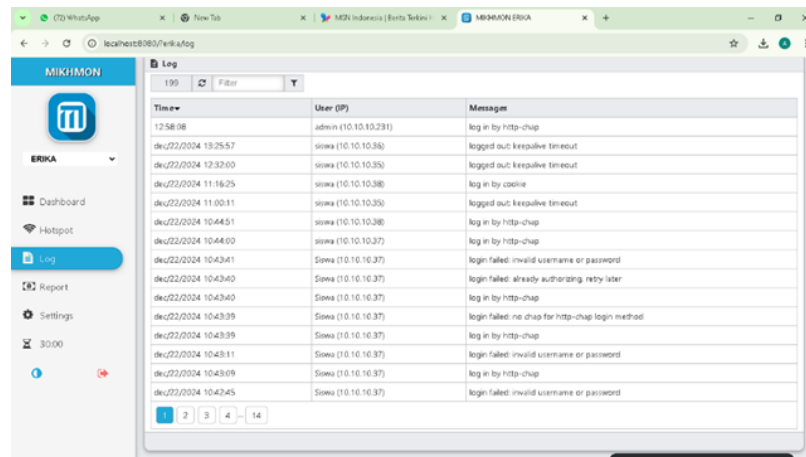 (72) WhatsApp
New Tab
MGN Indonesia | Berita Terkini
MIKHMON ERIKA
localhost:8080/?erika/log
MIKHMON
Log
199
Filter
ERIKA
Dashboard
Hotspot
Log
Report
Settings
30:00
Time User (IP) Messages
12:58:08 admin (10.10.10.231) log in by http-chap
dec/22/2024 13:25:57 siswa (10.10.10.36) logged out: keepalive timeout
dec/22/2024 12:32:00 siswa (10.10.10.35) logged out: keepalive timeout
dec/22/2024 11:16:25 siswa (10.10.10.38) log in by cookie
dec/22/2024 11:00:11 siswa (10.10.10.35) logged out: keepalive timeout
dec/22/2024 10:44:51 siswa (10.10.10.38) log in by http-chap
dec/22/2024 10:44:00 siswa (10.10.10.37) log in by http-chap
dec/22/2024 10:43:41 Siswa (10.10.10.37) login failed: invalid username or password
dec/22/2024 10:43:40 Siswa (10.10.10.37) login failed: already authorizing, retry later
dec/22/2024 10:43:40 Siswa (10.10.10.37) log in by http-chap
dec/22/2024 10:43:39 Siswa (10.10.10.37) login failed: no chap for http-chap login method
dec/22/2024 10:43:39 Siswa (10.10.10.37) log in by http-chap
dec/22/2024 10:43:11 Siswa (10.10.10.37) login failed: invalid username or password
dec/22/2024 10:43:09 Siswa (10.10.10.37) log in by http-chap
dec/22/2024 10:42:45 Siswa (10.10.10.37) login failed: invalid username or password
1 2 3 4 ... 14